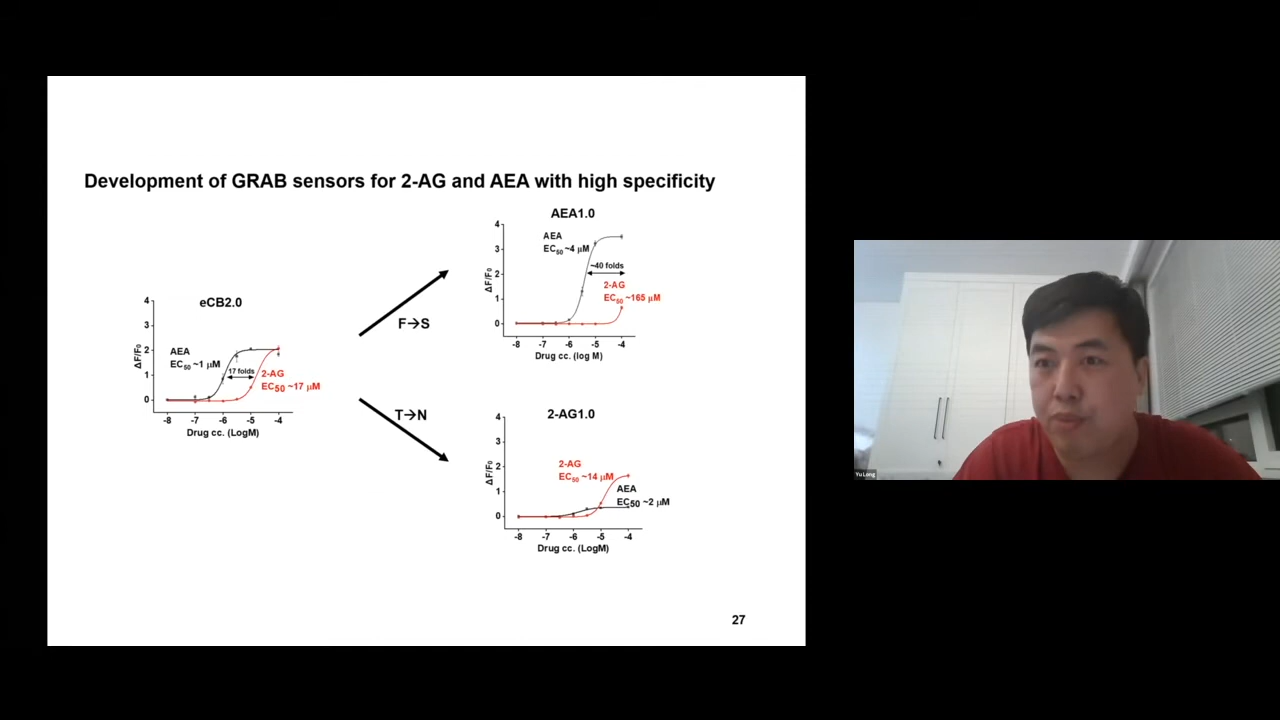 Development of GRAB sensors for 2-AG and AEA with high specificity
eCB2.0
4
3
2
1
0
ΔF/F₀
AEA
EC₅₀ ~1 μM
17 folds
2-AG
EC50 ~17 μM
-8 -7 -6 -5 -4
Drug cc. (LogM)
F→S
T→N
AEA1.0
4
3
2
1
0
ΔF/F₀
AEA
EC₅₀ ~4 μM
~40 folds
2-AG
EC₅₀ ~165 μM
-8 -7 -6 -5 -4
Drug cc. (log M)
2-AG1.0
4
3
2
1
0
ΔF/F₀
2-AG
EC₅₀ ~14 μM
AEA
EC50 ~2 μM
-8 -7 -6 -5 -4
Drug cc. (LogM)
27
Yu Long